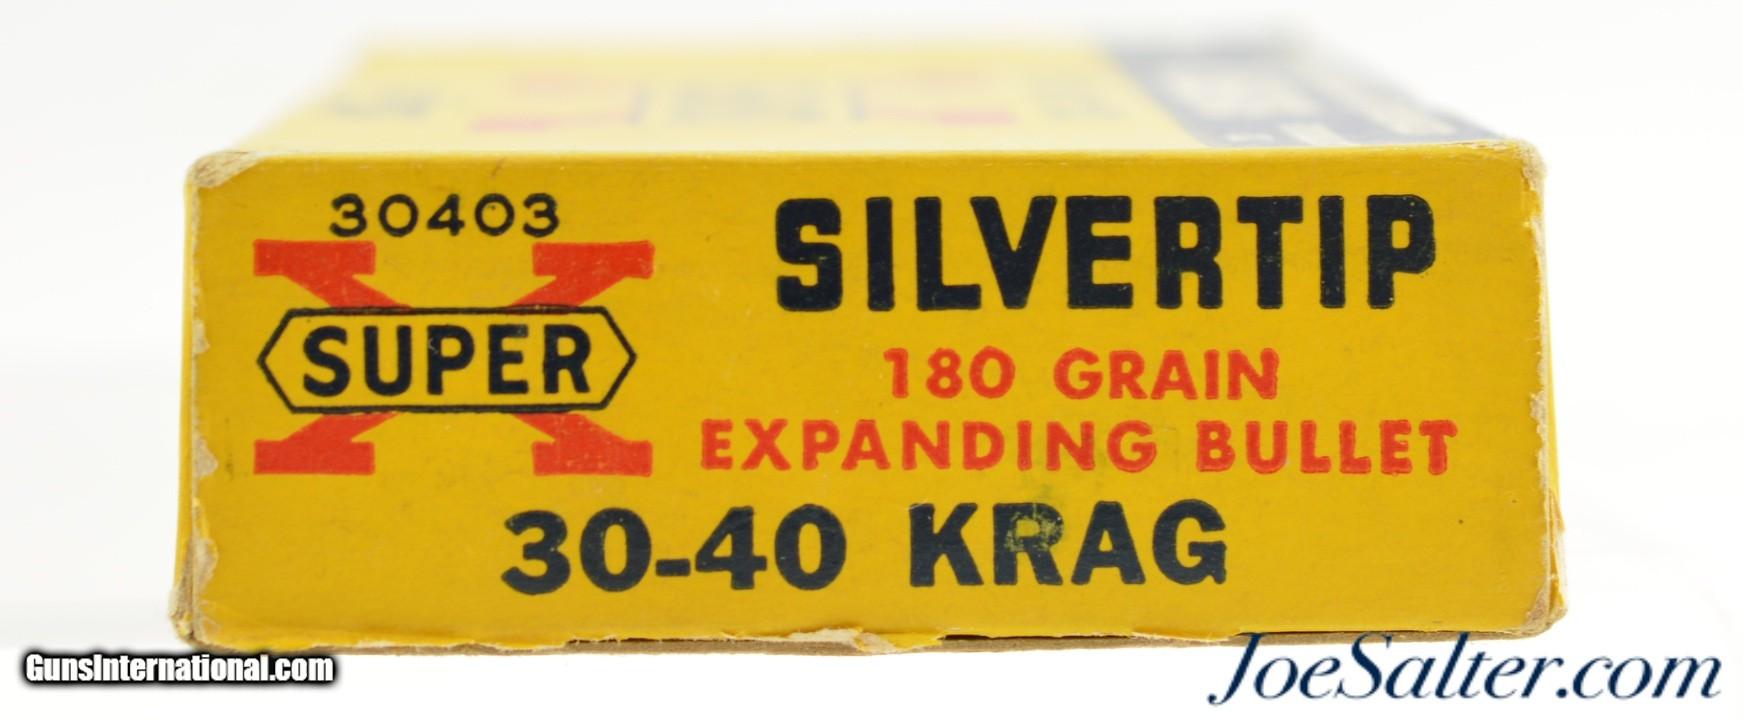 30403
SUPER X
SILVERTIP
180 GRAIN
EXPANDING BULLET
30-40 KRAG
GunsInternational.com
JoeSalter.com